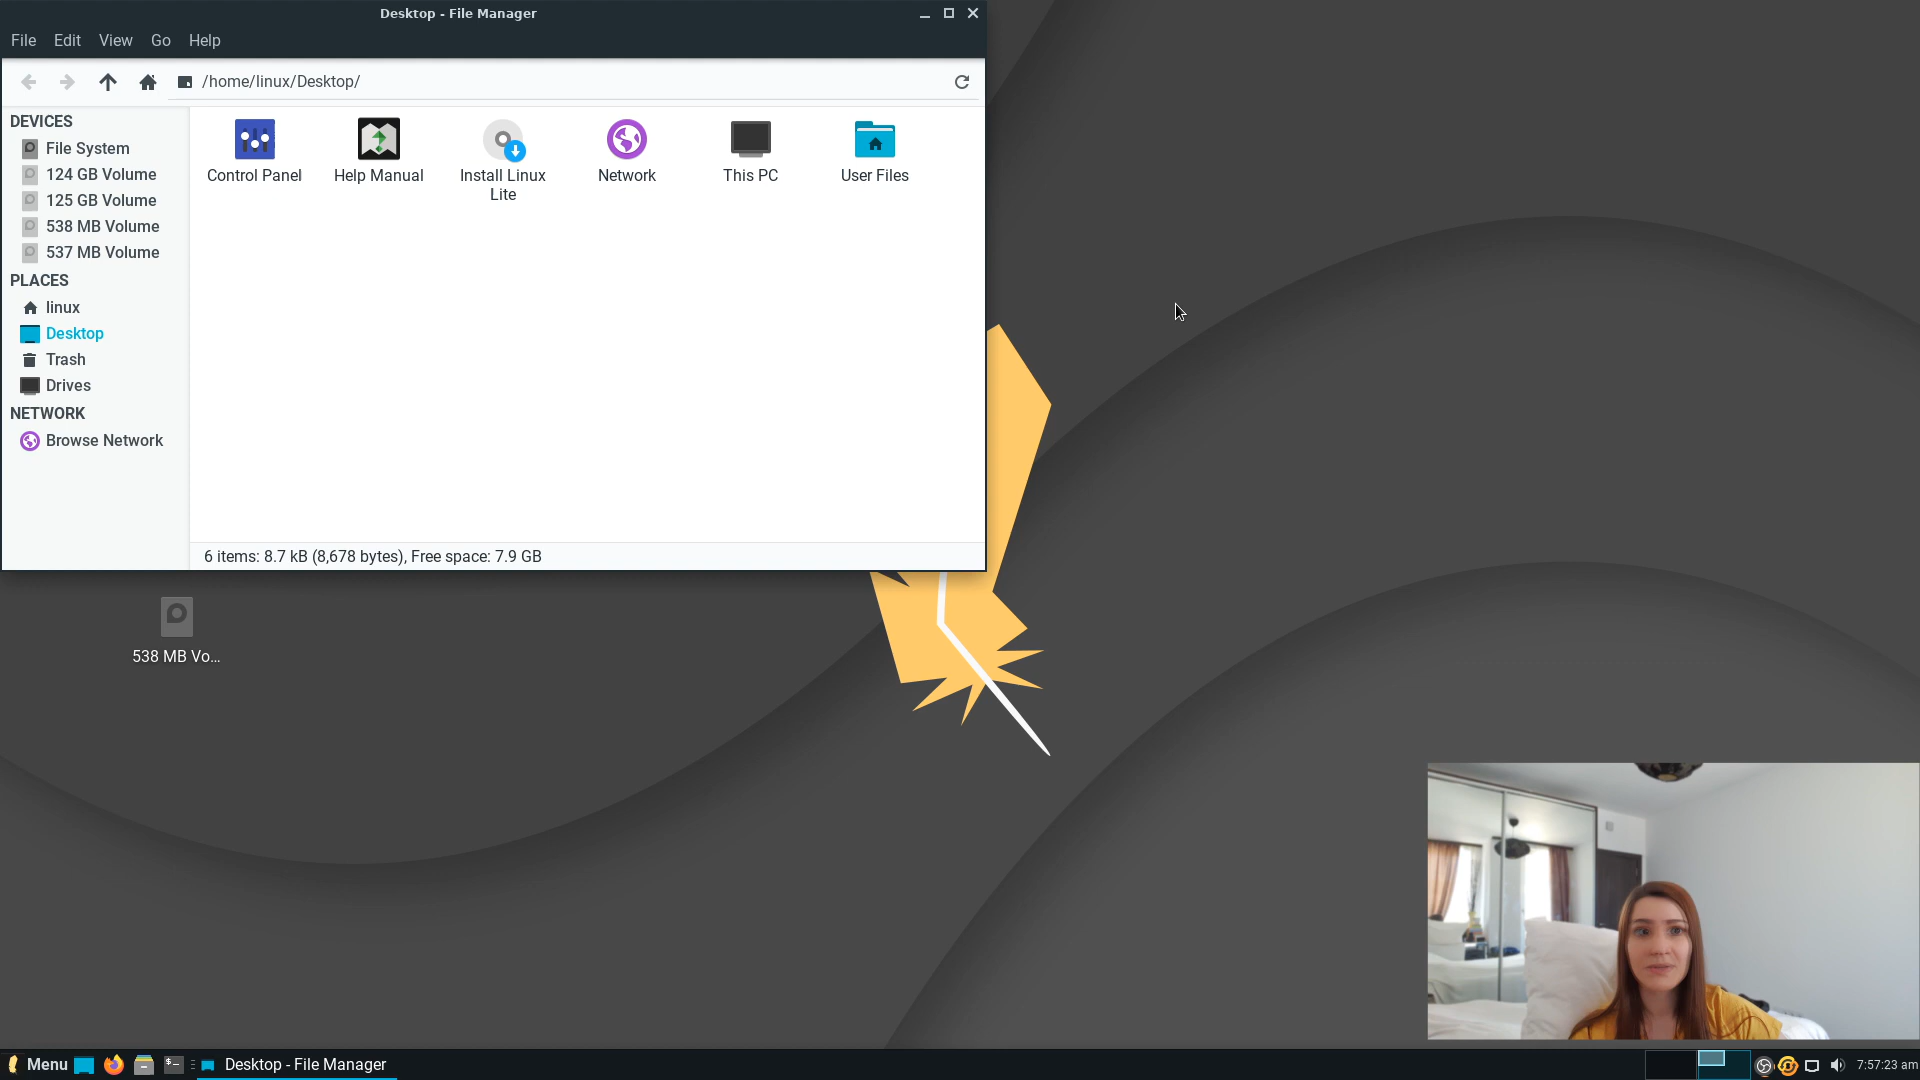 Desktop - File Manager
File Edit View Go Help
/home/linux/Desktop/
DEVICES
File System
124 GB Volume
125 GB Volume
538 MB Volume
537 MB Volume
PLACES
linux
Desktop
Trash
Drives
NETWORK
Browse Network
Control Panel
Help Manual
Install Linux
Lite
Network
This PC
User Files
6 items: 8.7 kB (8,678 bytes), Free space: 7.9 GB
538 MB Vo...
Menu
Desktop - File Manager
7:57:23 am